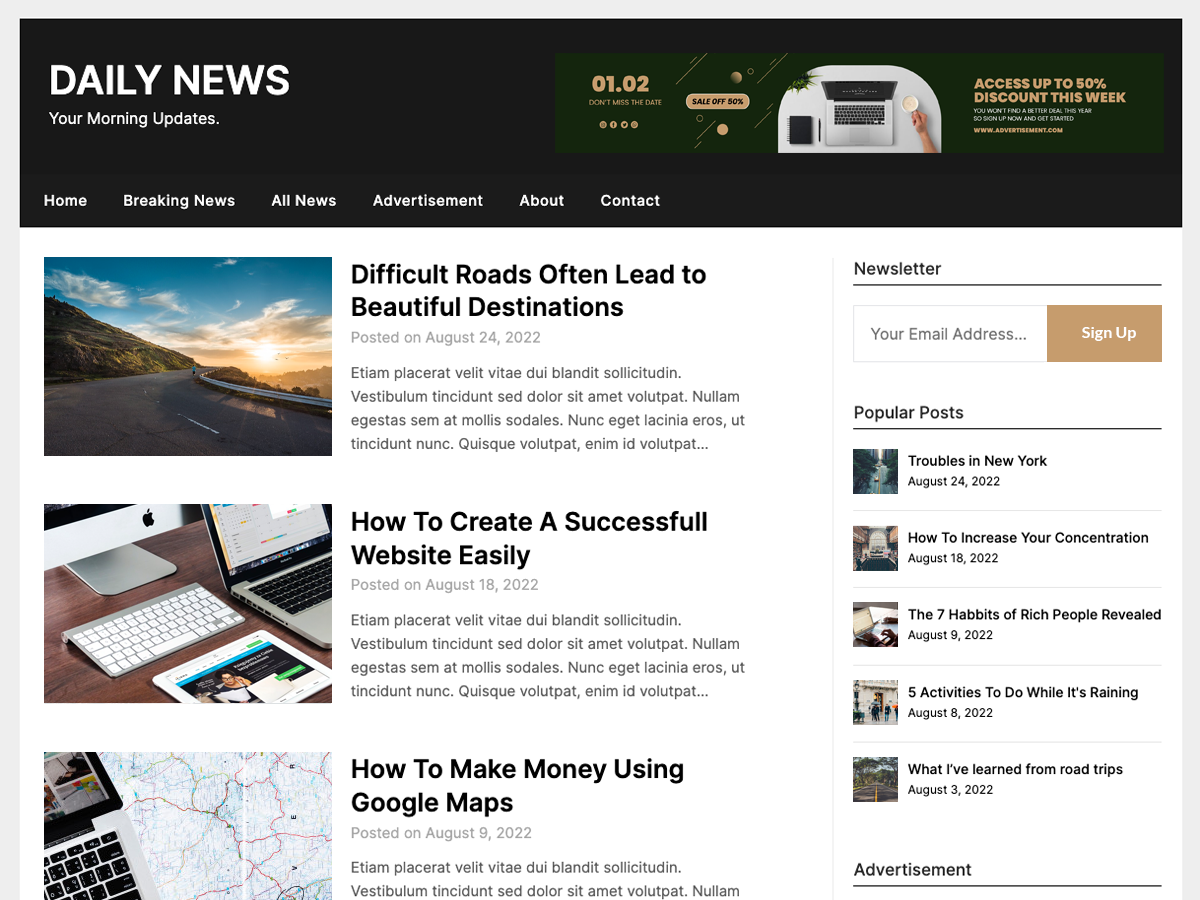 DAILY NEWS
Your Morning Updates.
01.02
DON'T MISS THE DATE
SALE OFF 50%
ACCESS UP TO 50%
DISCOUNT THIS WEEK
YOU WON'T FIND A BETTER DEAL THIS YEAR
SO SIGN UP NOW AND GET STARTED
WWW.ADVERTISEMENT.COM
Home
Breaking News
All News
Advertisement
About
Contact
Difficult Roads Often Lead to
Beautiful Destinations
Posted on August 24, 2022
Etiam placerat velit vitae dui blandit sollicitudin.
Vestibulum tincidunt sed dolor sit amet volutpat. Nullam
egestas sem at mollis sodales. Nunc eget lacinia eros, ut
tincidunt nunc. Quisque volutpat, enim id volutpat...
How To Create A Successfull
Website Easily
Posted on August 18, 2022
Etiam placerat velit vitae dui blandit sollicitudin.
Vestibulum tincidunt sed dolor sit amet volutpat. Nullam
egestas sem at mollis sodales. Nunc eget lacinia eros, ut
tincidunt nunc. Quisque volutpat, enim id volutpat...
How To Make Money Using
Google Maps
Posted on August 9, 2022
Etiam placerat velit vitae dui blandit sollicitudin.
Vestibulum tincidunt sed dolor sit amet volutpat. Nullam
Newsletter
Your Email Address...
Sign Up
Popular Posts
Troubles in New York
August 24, 2022
How To Increase Your Concentration
August 18, 2022
The 7 Habbits of Rich People Revealed
August 9, 2022
5 Activities To Do While It's Raining
August 8, 2022
What I've learned from road trips
August 3, 2022
Advertisement